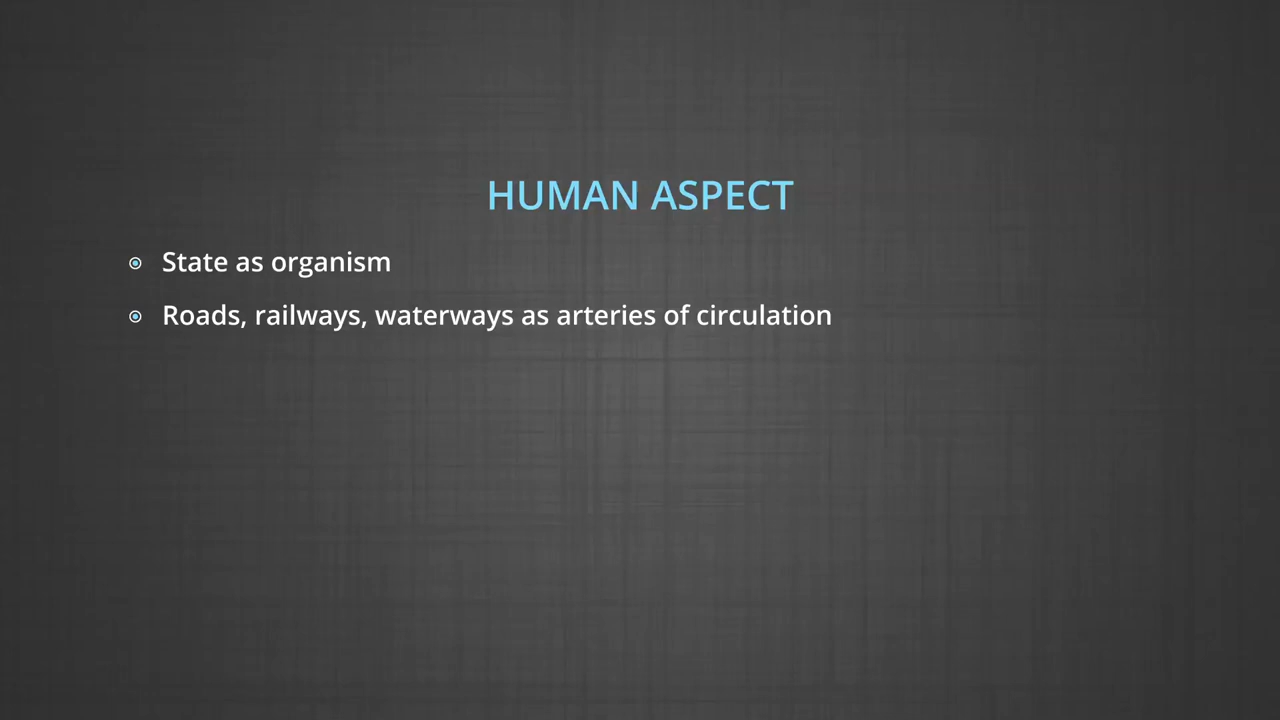 HUMAN ASPECT
State as organism
Roads, railways, waterways as arteries of circulation